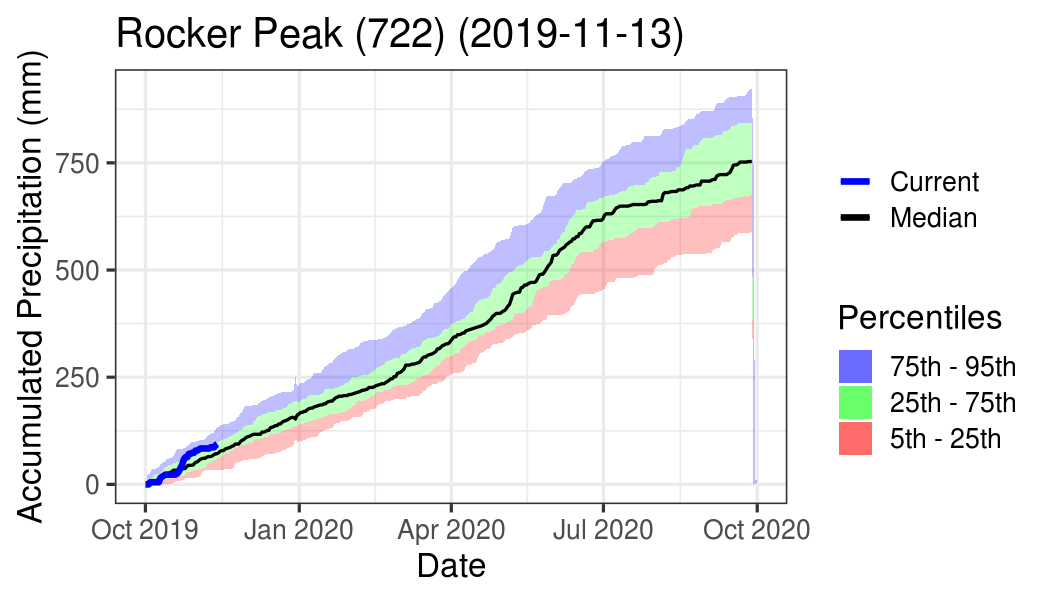 Rocker Peak (722) (2019-11-13)
Accumulated Precipitation (mm)
750
500
250
0
Oct 2019
Jan 2020
Apr 2020
Jul 2020
Oct 2020
Date
Current
Median
Percentiles
75th - 95th
25th - 75th
5th - 25th